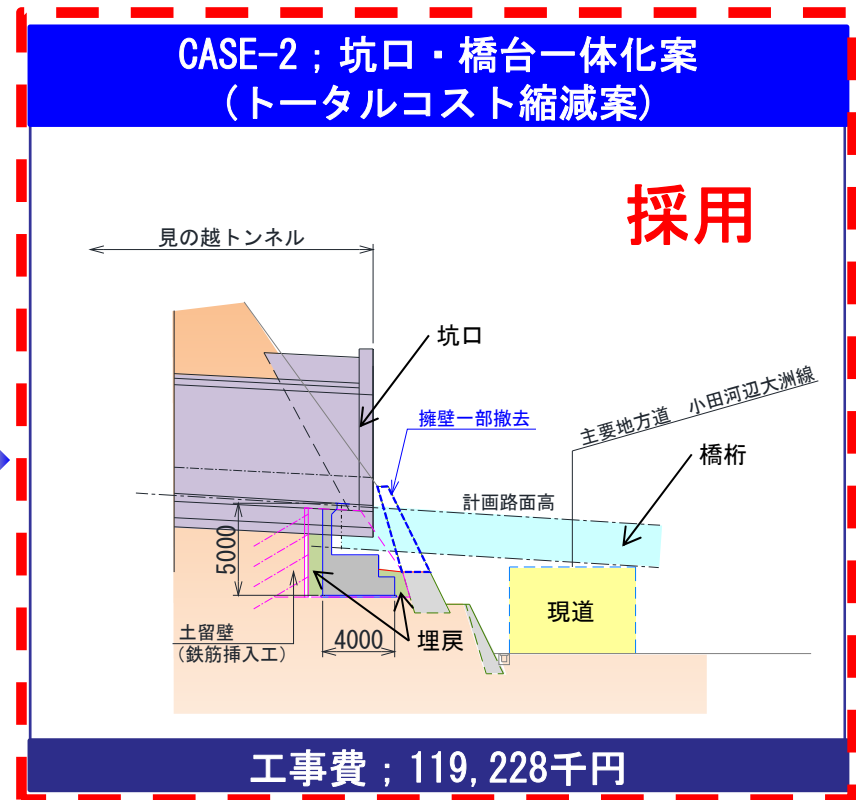 CASE-2；坑口・橋台一体化案
(トータルコスト縮減案)
採用
見の越トンネル
坑口
擁壁一部撤去
主要地方道　小田河辺大洲線
橋桁
計画路面高
5000
現道
土留壁
(鉄筋挿入工)
4000
埋戻
工事費；119,228千円